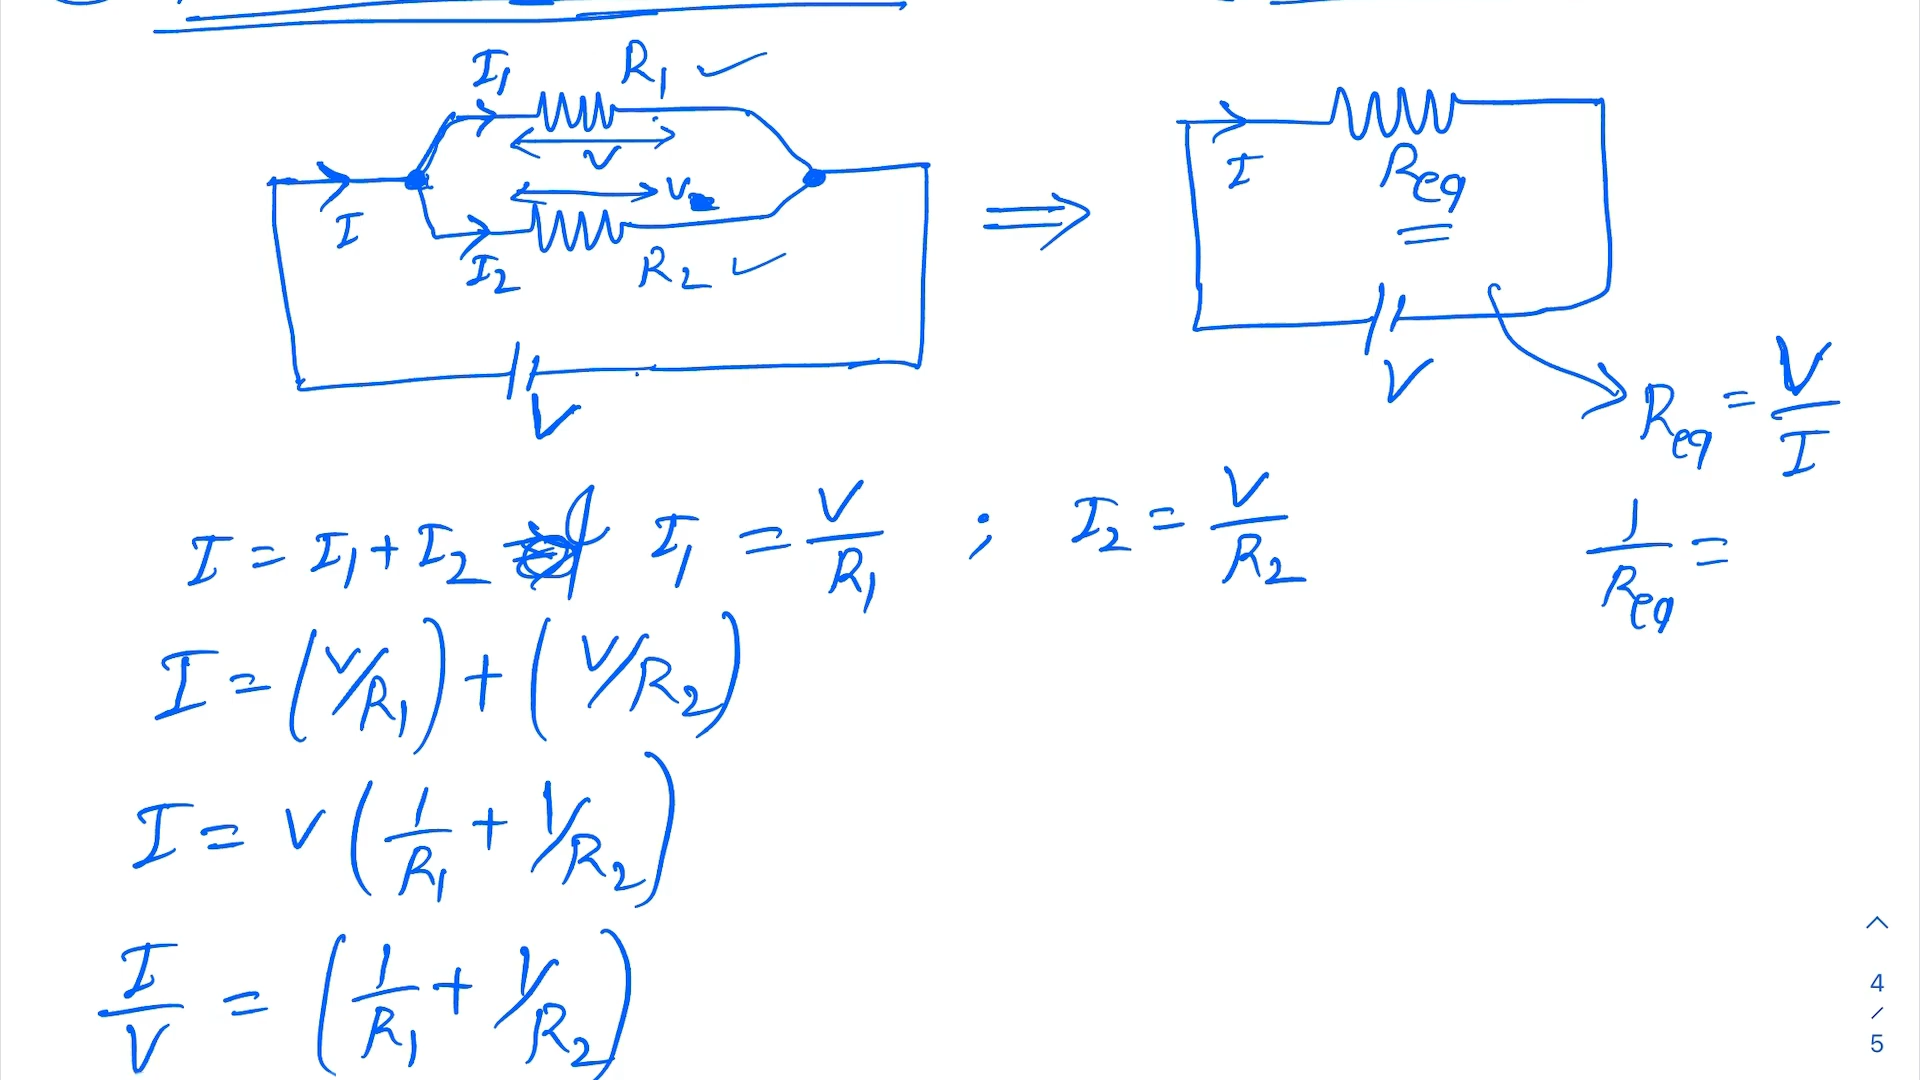 I₁ R₁
V
I V
I₂ R₂
V
I
Req
V
Req = V/I
I = I₁ + I₂ I₁ = V/R₁ ; I₂ = V/R₂
1/Req =
I = (V/R₁) + (V/R₂)
I = V (1/R₁ + 1/R₂)
I/V = (1/R₁ + 1/R₂)
4
/
5